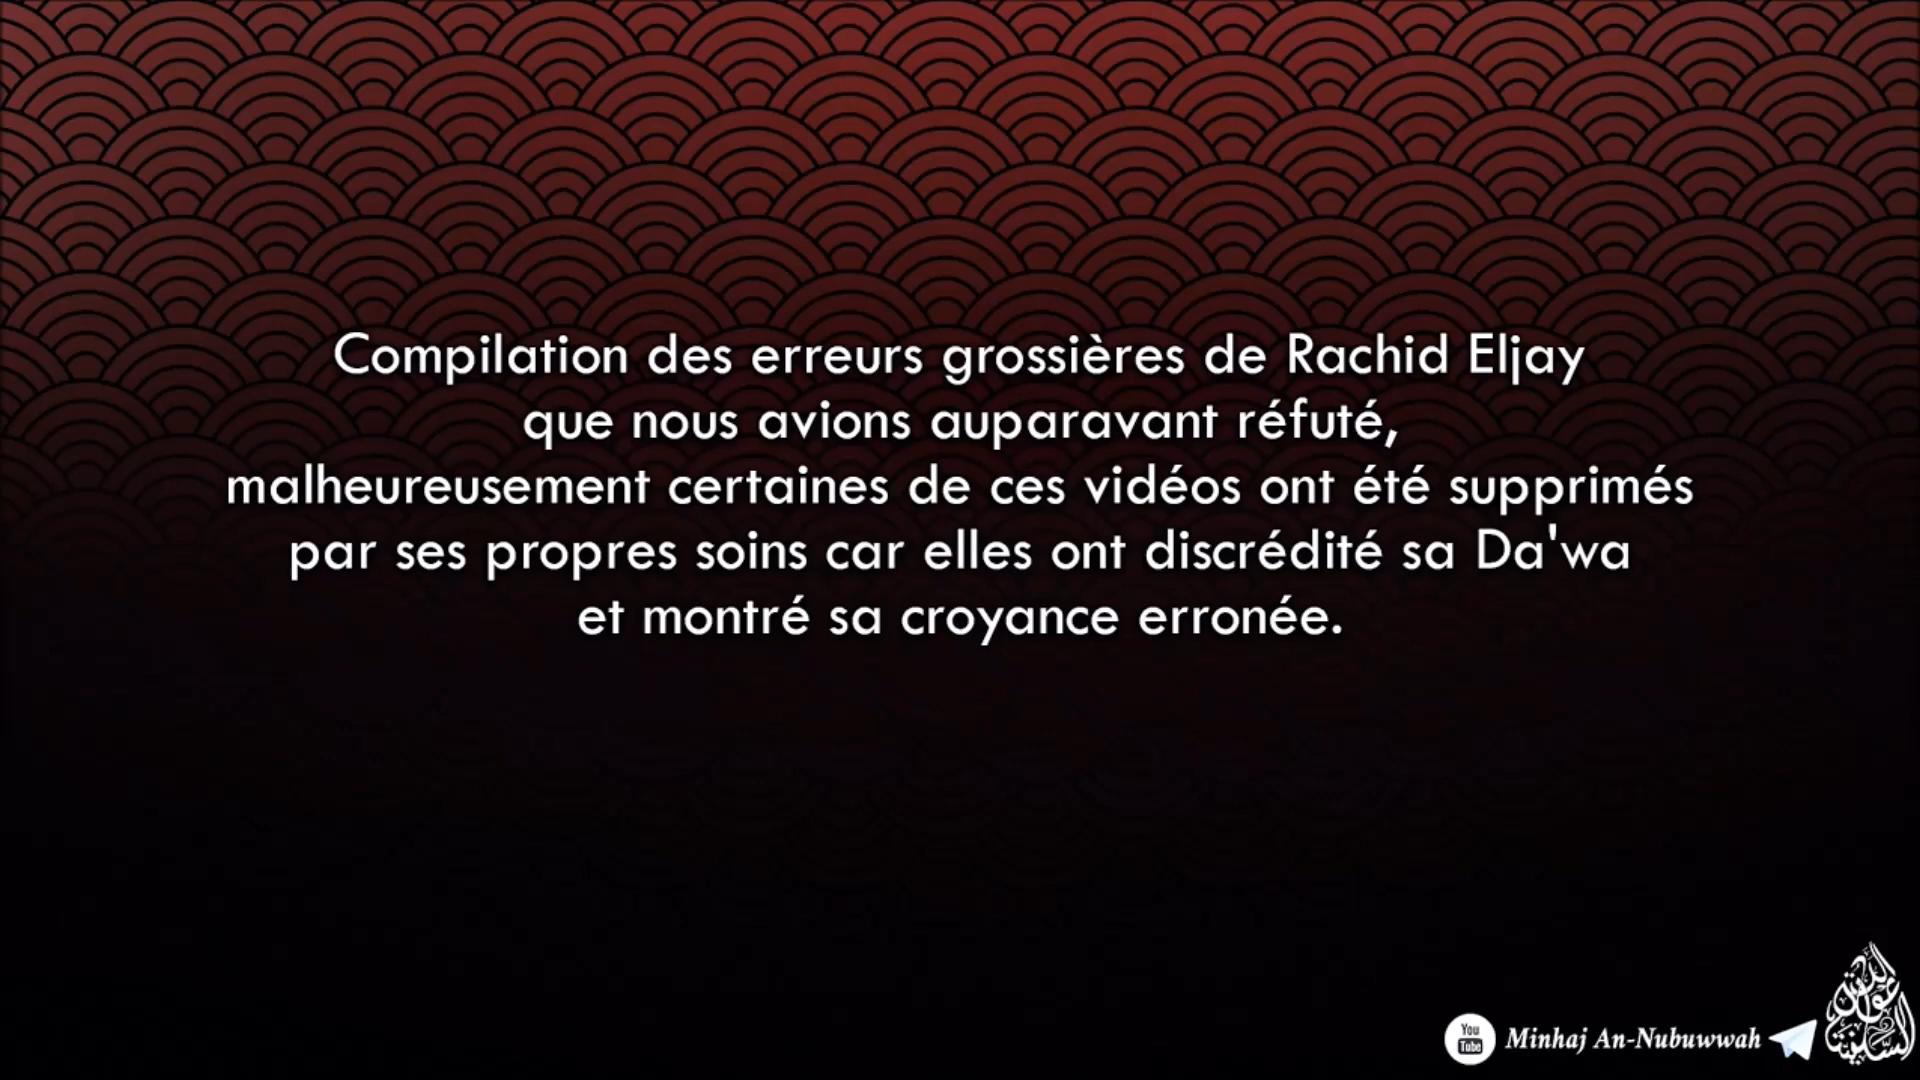 Compilation des erreurs grossières de Rachid Eljay
que nous avions auparavant réfuté,
malheureusement certaines de ces vidéos ont été supprimés
par ses propres soins car elles ont discrédité sa Da'wa
et montré sa croyance erronée.
You
Tube
Minhaj An-Nubuwwah